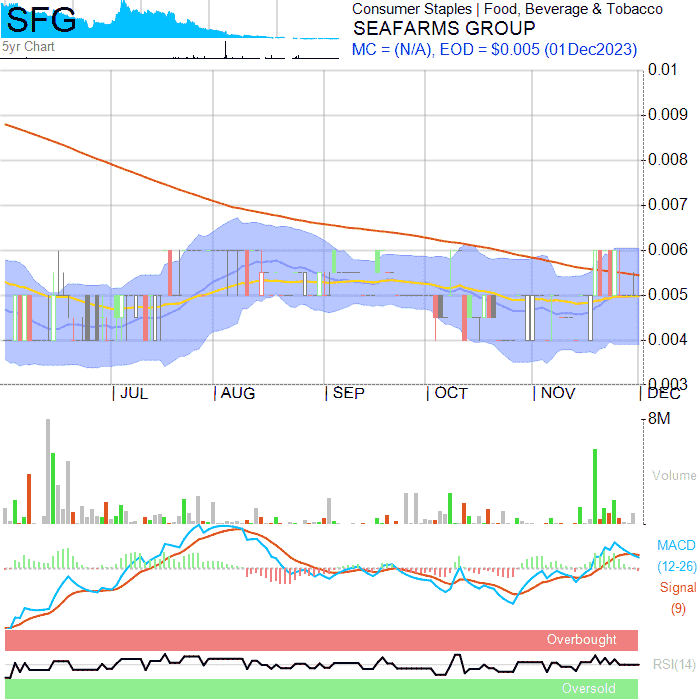 SFG
5yr Chart
Consumer Staples | Food, Beverage & Tobacco
SEAFARMS GROUP
MC = (N/A), EOD = $0.005 (01Dec2023)
0.01
0.009
0.008
0.007
0.006
0.005
0.004
0.003
JUL AUG SEP OCT NOV DEC
8M
Volume
MACD
(12-26)
Signal
(9)
Overbought
RSI(14)
Oversold